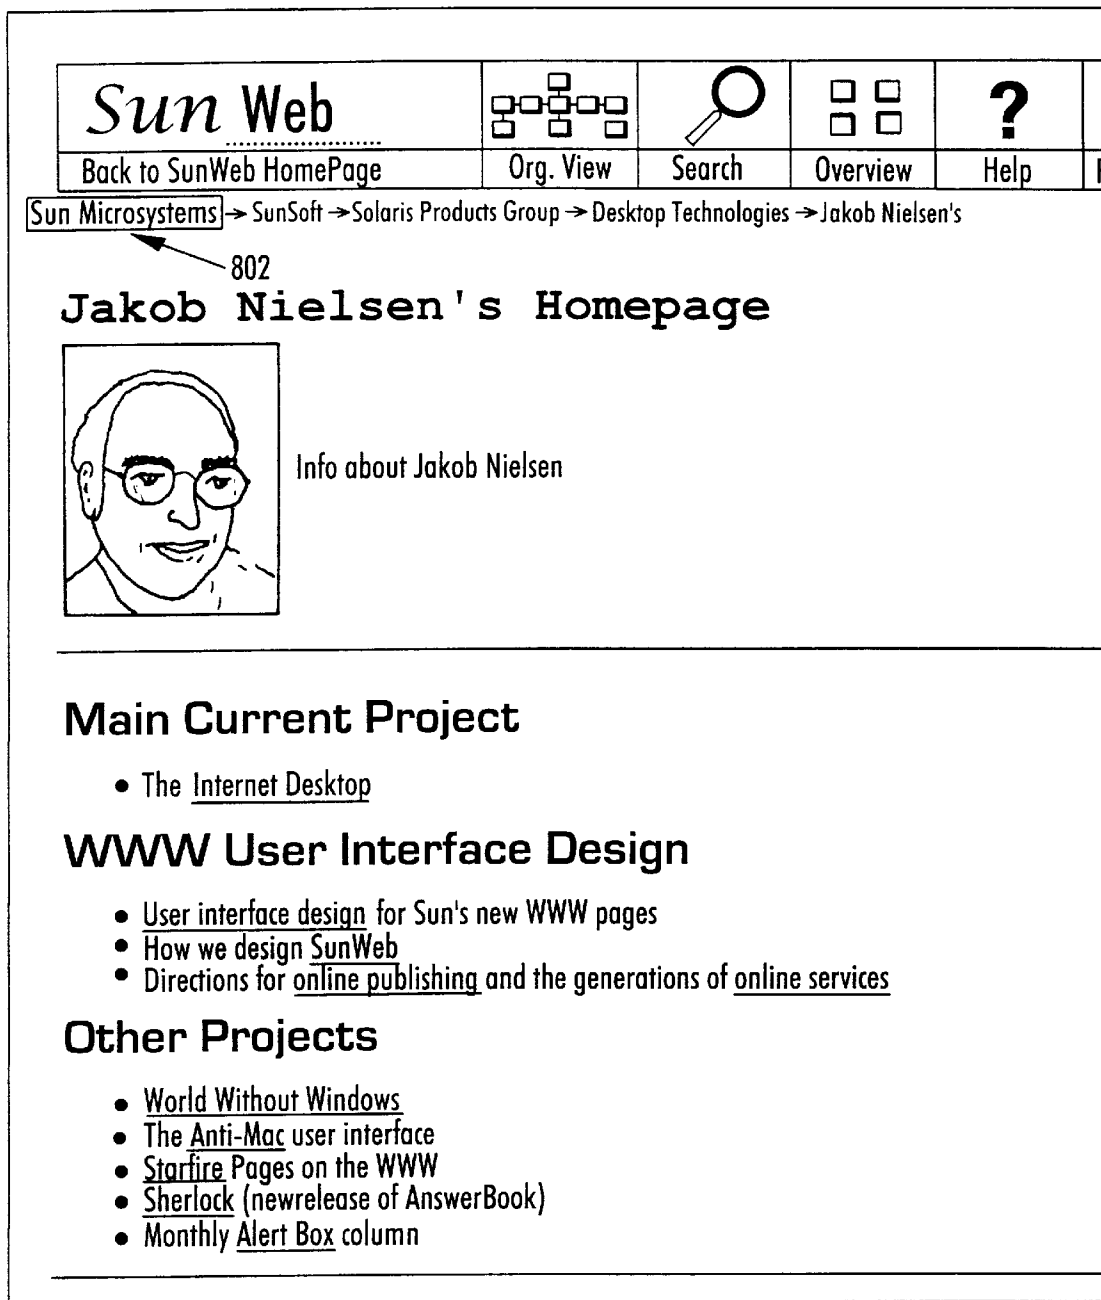 Sun Web
Back to SunWeb HomePage
Org. View
Search
Overview
?
Help
Sun Microsystems → SunSoft → Solaris Products Group → Desktop Technologies → Jakob Nielsen's
802
Jakob Nielsen's Homepage
Info about Jakob Nielsen
Main Current Project
• The Internet Desktop
WWW User Interface Design
• User interface design for Sun's new WWW pages
• How we design SunWeb
• Directions for online publishing and the generations of online services
Other Projects
• World Without Windows
• The Anti-Mac user interface
• Starfire Pages on the WWW
• Sherlock (newrelease of AnswerBook)
• Monthly Alert Box column